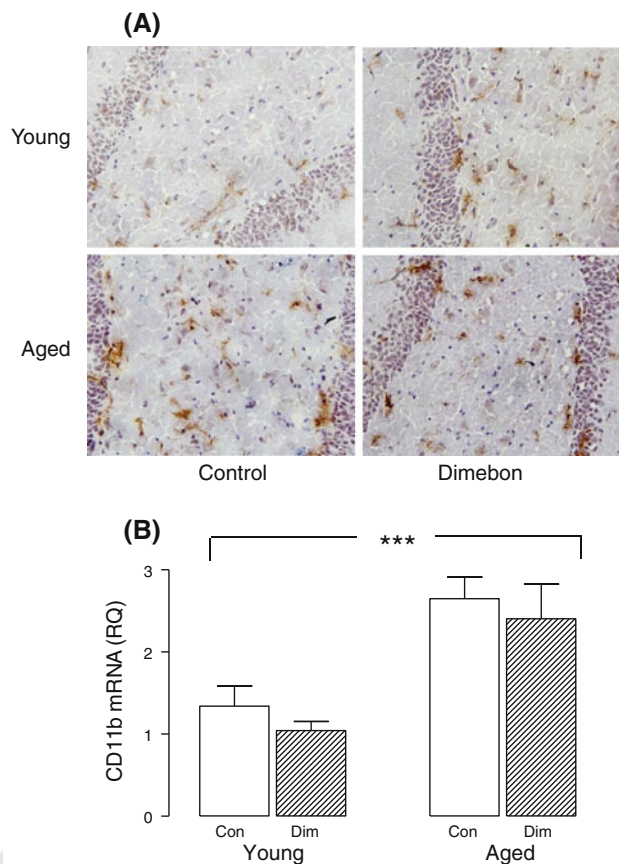 (A)
Young
Aged
Control
Dimebon
(B)
***
CD11b mRNA (RQ)
3
2
1
0
Con
Dim
Con
Dim
Young
Aged